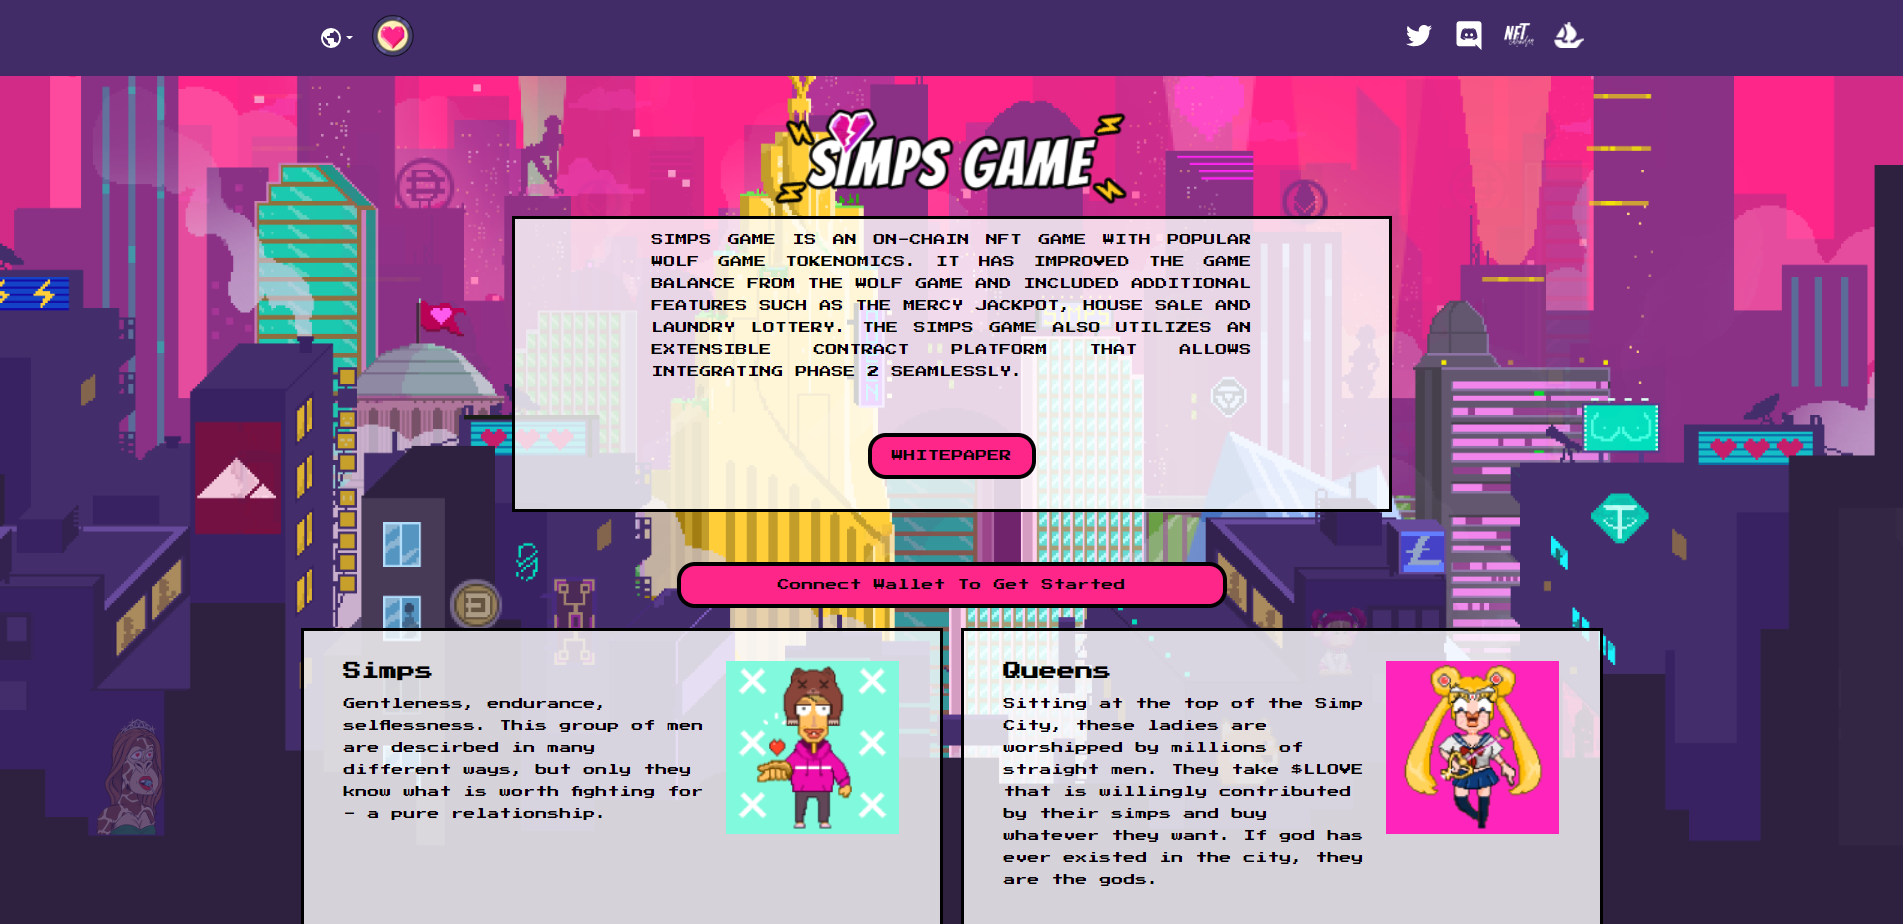 NFT
SIMPS GAME
SIMPS GAME IS AN ON-CHAIN NFT GAME WITH POPULAR
WOLF GAME TOKENOMICS. IT HAS IMPROVED THE GAME
BALANCE FROM THE WOLF GAME AND INCLUDED ADDITIONAL
FEATURES SUCH AS THE MERCY JACKPOT, HOUSE SALE AND
LAUNDRY LOTTERY. THE SIMPS GAME ALSO UTILIZES AN
EXTENSIBLE CONTRACT PLATFORM THAT ALLOWS
INTEGRATING PHASE 2 SEAMLESSLY.
WHITEPAPER
Connect Wallet To Get Started
Simps
Gentleness, endurance,
selflessness. This group of men
are descirbed in many
different ways, but only they
know what is worth fighting for
- a pure relationship.
Queens
Sitting at the top of the Simp
City, these ladies are
worshipped by millions of
straight men. They take $LLOVE
that is willingly contributed
by their simps and buy
whatever they want. If god has
ever existed in the city, they
are the gods.